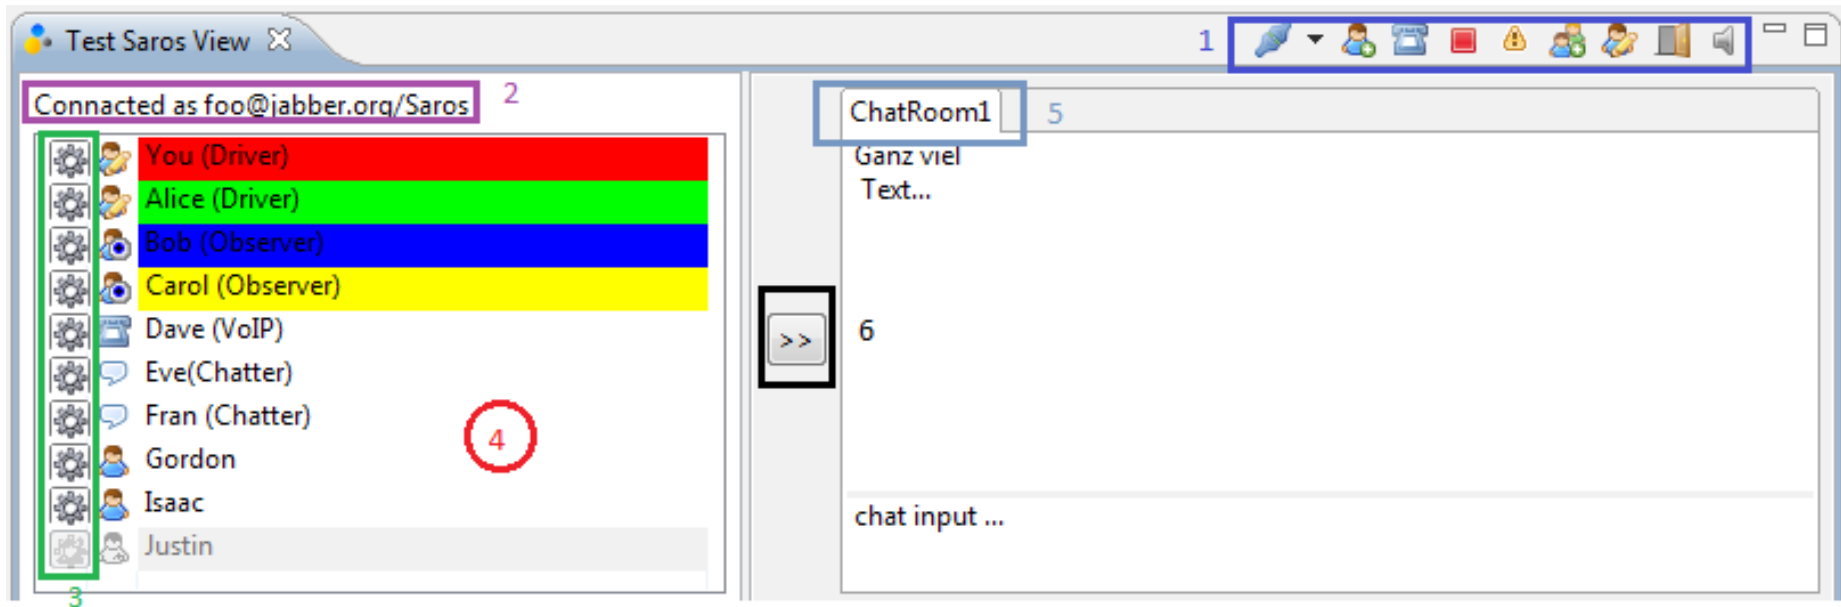 Test Saros View
1
Connacted as foo@jabber.org/Saros
2
You (Driver)
Alice (Driver)
Bob (Observer)
Carol (Observer)
Dave (VoIP)
Eve(Chatter)
Fran (Chatter)
Gordon
Isaac
Justin
3
4
>>
ChatRoom1
5
Ganz viel
Text...
6
chat input ...